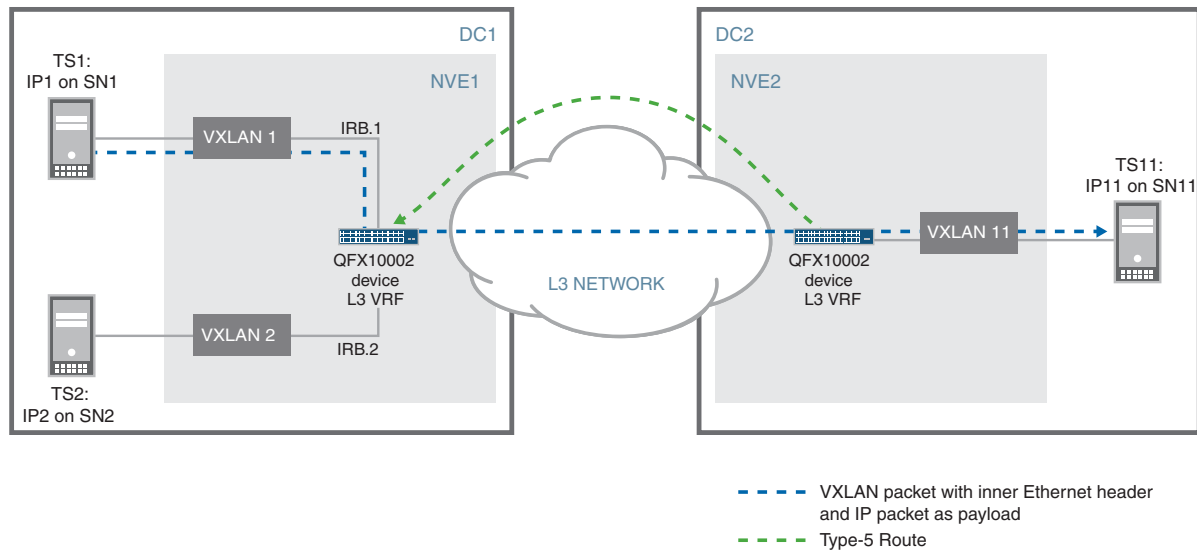 DC1
DC2
TS1:
IP1 on SN1
NVE1
NVE2
VXLAN 1
IRB.1
TS11:
IP11 on SN11
VXLAN 11
QFX10002
device
L3 VRF
L3 NETWORK
QFX10002
device
L3 VRF
VXLAN 2
IRB.2
TS2:
IP2 on SN2
VXLAN packet with inner Ethernet header
and IP packet as payload
Type-5 Route